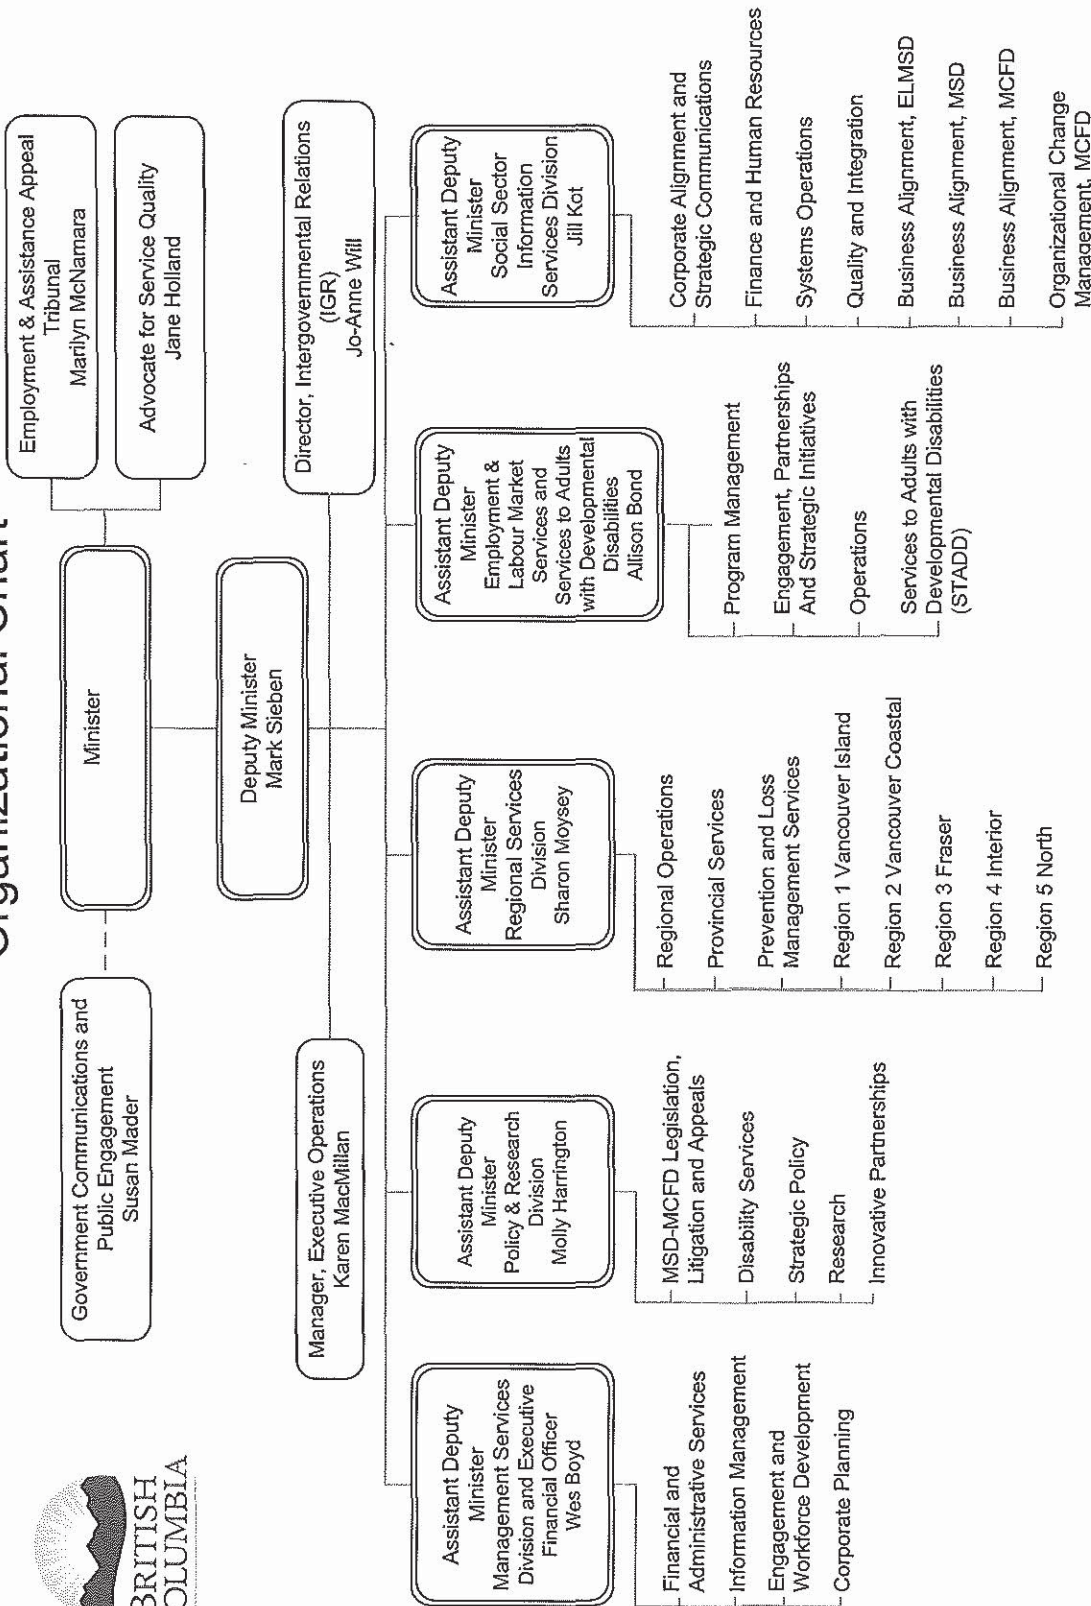 Organizational Chart
BRITISH
COLUMBIA
Government Communications and
Public Engagement
Susan Mader
Minister
Employment & Assistance Appeal
Tribunal
Marilyn McNamara
Advocate for Service Quality
Jane Holland
Deputy Minister
Mark Sieben
Manager, Executive Operations
Karen MacMillan
Director, Intergovernmental Relations
(IGR)
Jo-Anne Will
Assistant Deputy
Minister
Management Services
Division and Executive
Financial Officer
Wes Boyd
Financial and
Administrative Services
Information Management
Engagement and
Workforce Development
Corporate Planning
Assistant Deputy
Minister
Policy & Research
Division
Molly Harrington
MSD-MCFD Legislation,
Litigation and Appeals
Disability Services
Strategic Policy
Research
Innovative Partnerships
Assistant Deputy
Minister
Regional Services
Division
Sharon Moysey
Regional Operations
Provincial Services
Prevention and Loss
Management Services
Region 1 Vancouver Island
Region 2 Vancouver Coastal
Region 3 Fraser
Region 4 Interior
Region 5 North
Assistant Deputy
Minister
Employment &
Labour Market
Services and
Services to Adults
with Developmental
Disabilities
Allison Bond
Program Management
Engagement, Partnerships
And Strategic Initiatives
Operations
Services to Adults with
Developmental Disabilities
(STADD)
Assistant Deputy
Minister
Social Sector
Information
Services Division
Jill Kot
Corporate Alignment and
Strategic Communications
Finance and Human Resources
Systems Operations
Quality and Integration
Business Alignment, ELMSD
Business Alignment, MSD
Business Alignment, MCFD
Organizational Change
Management, MCFD